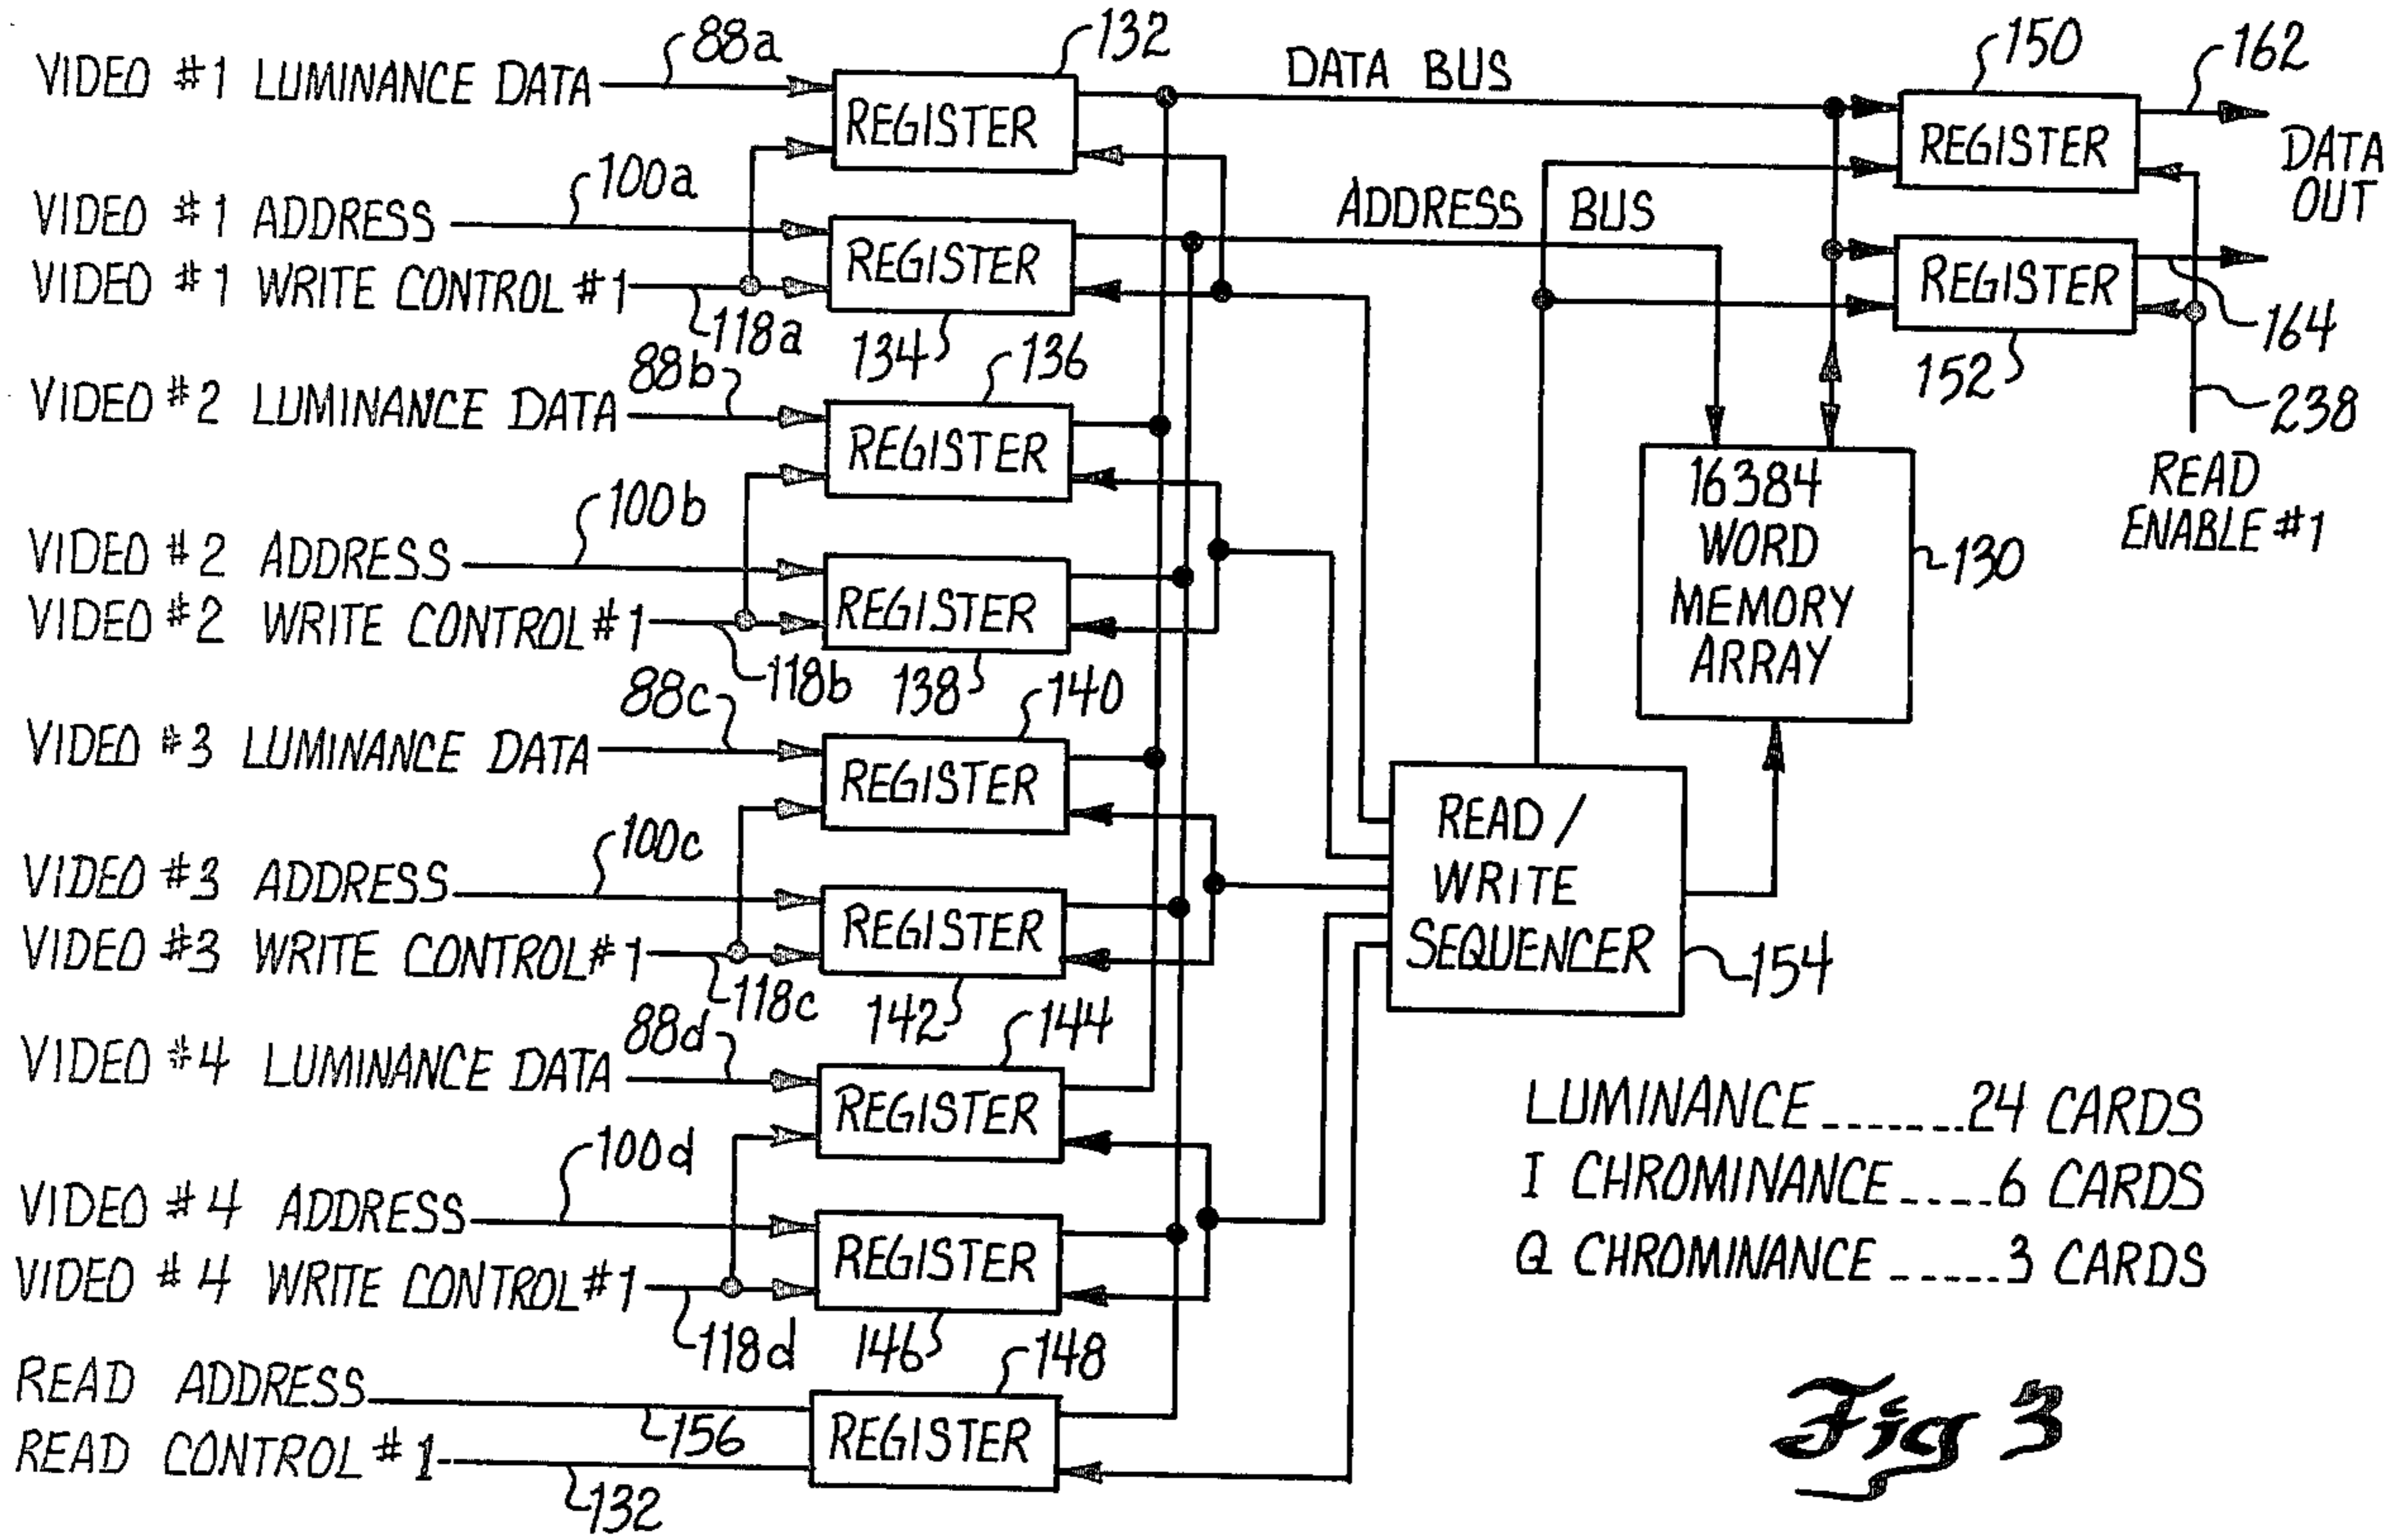 VIDEO #1 LUMINANCE DATA
88a
132
REGISTER
DATA BUS
150
REGISTER
162
DATA
OUT
VIDEO #1 ADDRESS
100a
VIDEO #1 WRITE CONTROL #1
118a
REGISTER
134
ADDRESS BUS
REGISTER
152
164
238
READ
ENABLE #1
VIDEO #2 LUMINANCE DATA
88b
136
REGISTER
16384
WORD
MEMORY
ARRAY
130
VIDEO #2 ADDRESS
100b
VIDEO #2 WRITE CONTROL #1
118b
REGISTER
138
VIDEO #3 LUMINANCE DATA
88c
140
REGISTER
READ /
WRITE
SEQUENCER
154
VIDEO #3 ADDRESS
100c
VIDEO #3 WRITE CONTROL #1
118c
REGISTER
142
VIDEO #4 LUMINANCE DATA
88d
144
REGISTER
LUMINANCE.......24 CARDS
I CHROMINANCE....6 CARDS
Q CHROMINANCE.....3 CARDS
VIDEO #4 ADDRESS
100d
VIDEO #4 WRITE CONTROL #1
118d
REGISTER
146
READ ADDRESS
156
148
REGISTER
READ CONTROL #1
132
Fig 3